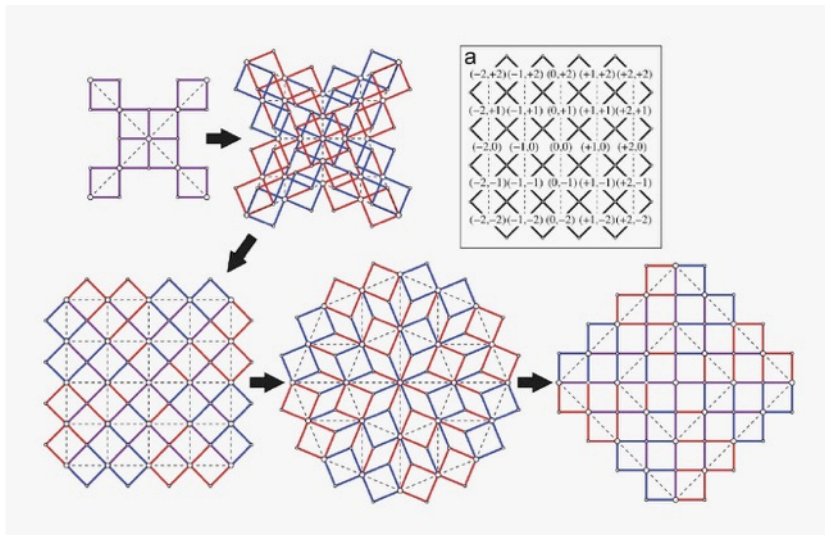 a
(−2,+2)(−1,+2)(0,+2)(+1,+2)(+2,+2)
(−2,+1)(−1,+1)(0,+1)(+1,+1)(+2,+1)
(−2,0) (−1,0) (0,0) (+1,0) (+2,0)
(−2,−1)(−1,−1)(0,−1)(+1,−1)(+2,−1)
(−2,−2)(−1,−2)(0,−2)(+1,−2)(+2,−2)